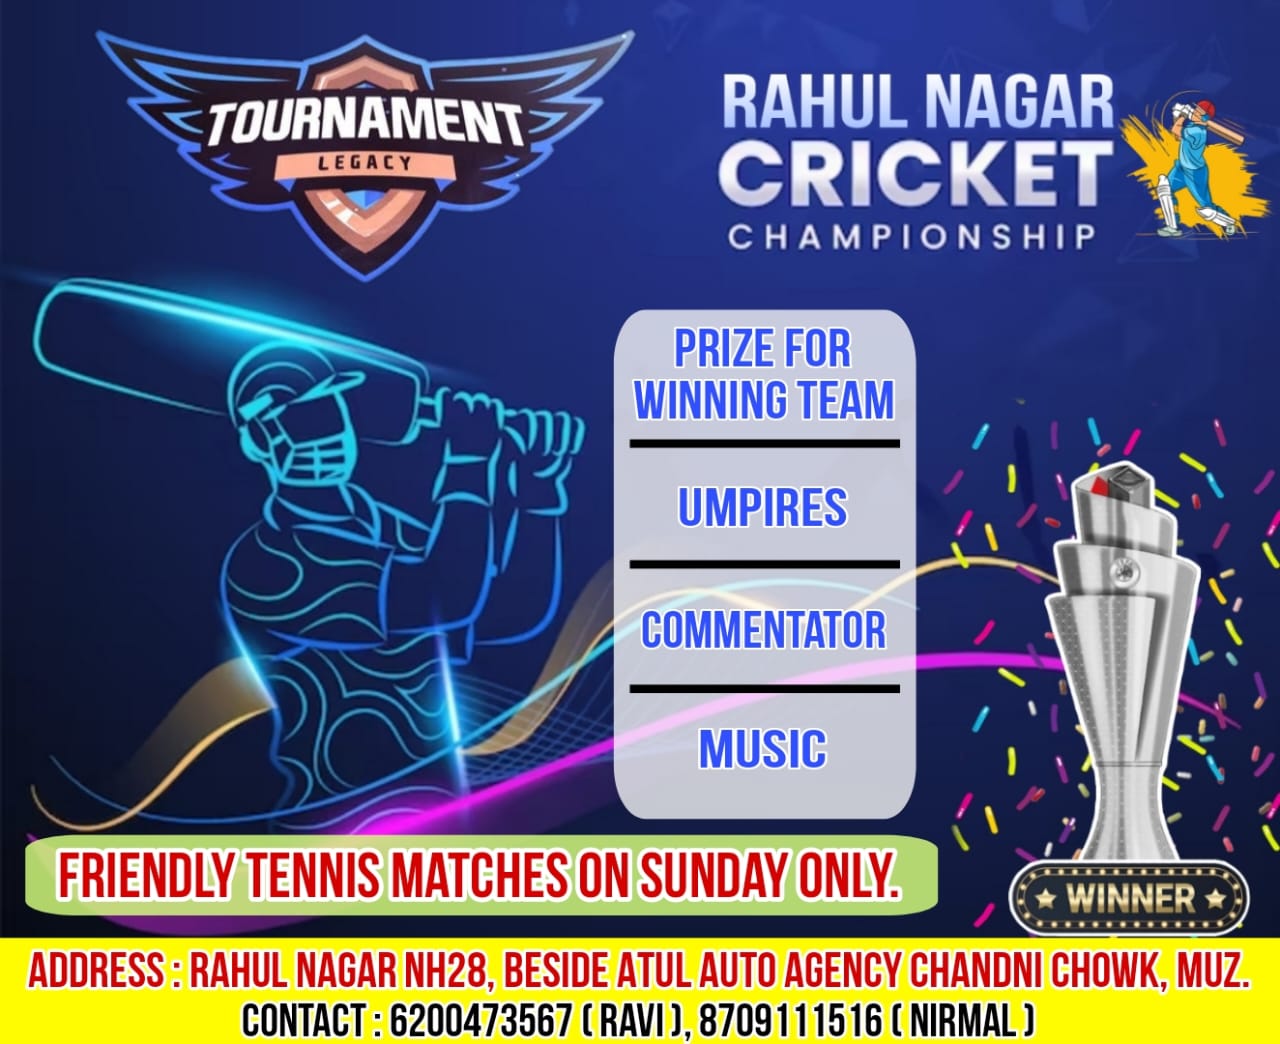 TOURNAMENT
LEGACY
RAHUL NAGAR
CRICKET
CHAMPIONSHIP
PRIZE FOR
WINNING TEAM
UMPIRES
COMMENTATOR
MUSIC
FRIENDLY TENNIS MATCHES ON SUNDAY ONLY.
WINNER
ADDRESS : RAHUL NAGAR NH28, BESIDE ATUL AUTO AGENCY CHANDNI CHOWK, MUZ.
CONTACT : 6200473567 ( RAVI ), 8709111516 ( NIRMAL )